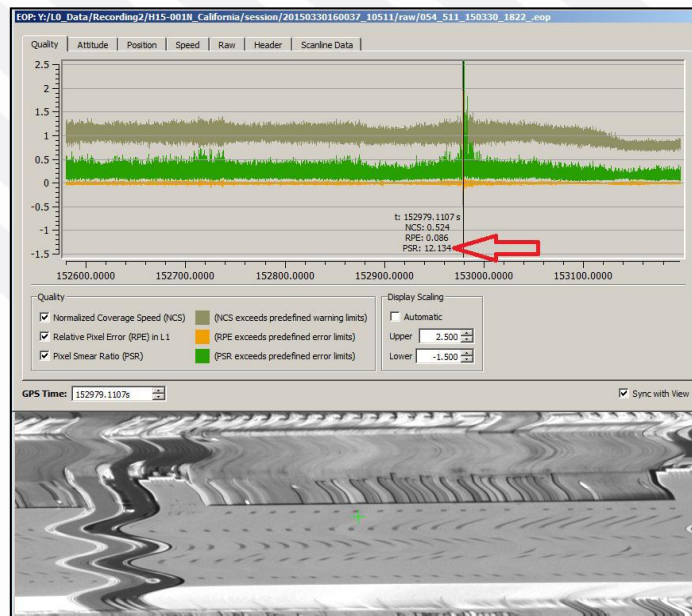 EOP: Y:/L0_Data/Recording2/H15-001N_California/session/20150330160037_10511/raw/054_511_150330_1822_.eop
Quality Attitude Position Speed Raw Header Scanline Data
2.5
2
1.5
1
0.5
0
-0.5
-1
-1.5
t: 152979.1107 s
NCS: 0.524
RPE: 0.086
PSR: 12.134
152600.0000 152700.0000 152800.0000 152900.0000 153000.0000 153100.0000
Quality
Normalized Coverage Speed (NCS) (NCS exceeds predefined warning limits)
Relative Pixel Error (RPE) in L1 (RPE exceeds predefined error limits)
Pixel Smear Ratio (PSR) (PSR exceeds predefined error limits)
Display Scaling
Automatic
Upper 2.500
Lower -1.500
GPS Time: 152979.1107s Sync with View